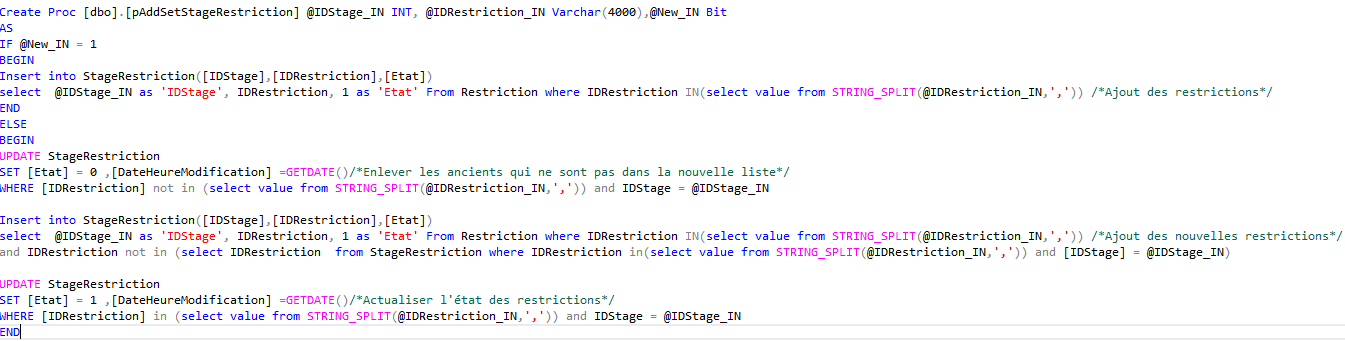 Create Proc [dbo].[pAddSetStageRestriction] @IDStage_IN INT, @IDRestriction_IN Varchar(4000),@New_IN Bit
AS
IF @New_IN = 1
BEGIN
Insert into StageRestriction([IDStage],[IDRestriction],[Etat])
select  @IDStage_IN as 'IDStage', IDRestriction, 1 as 'Etat' From Restriction where IDRestriction IN(select value from STRING_SPLIT(@IDRestriction_IN,',')) /*Ajout des restrictions*/
END
ELSE
BEGIN
UPDATE StageRestriction
SET [Etat] = 0 ,[DateHeureModification] =GETDATE()/*Enlever les ancients qui ne sont pas dans la nouvelle liste*/
WHERE [IDRestriction] not in (select value from STRING_SPLIT(@IDRestriction_IN,',')) and IDStage = @IDStage_IN
Insert into StageRestriction([IDStage],[IDRestriction],[Etat])
select  @IDStage_IN as 'IDStage', IDRestriction, 1 as 'Etat' From Restriction where IDRestriction IN(select value from STRING_SPLIT(@IDRestriction_IN,',')) /*Ajout des nouvelles restrictions*/
and IDRestriction not in (select IDRestriction  from StageRestriction where IDRestriction in(select value from STRING_SPLIT(@IDRestriction_IN,',')) and [IDStage] = @IDStage_IN)
UPDATE StageRestriction
SET [Etat] = 1 ,[DateHeureModification] =GETDATE()/*Actualiser l'état des restrictions*/
WHERE [IDRestriction] in (select value from STRING_SPLIT(@IDRestriction_IN,',')) and IDStage = @IDStage_IN
END